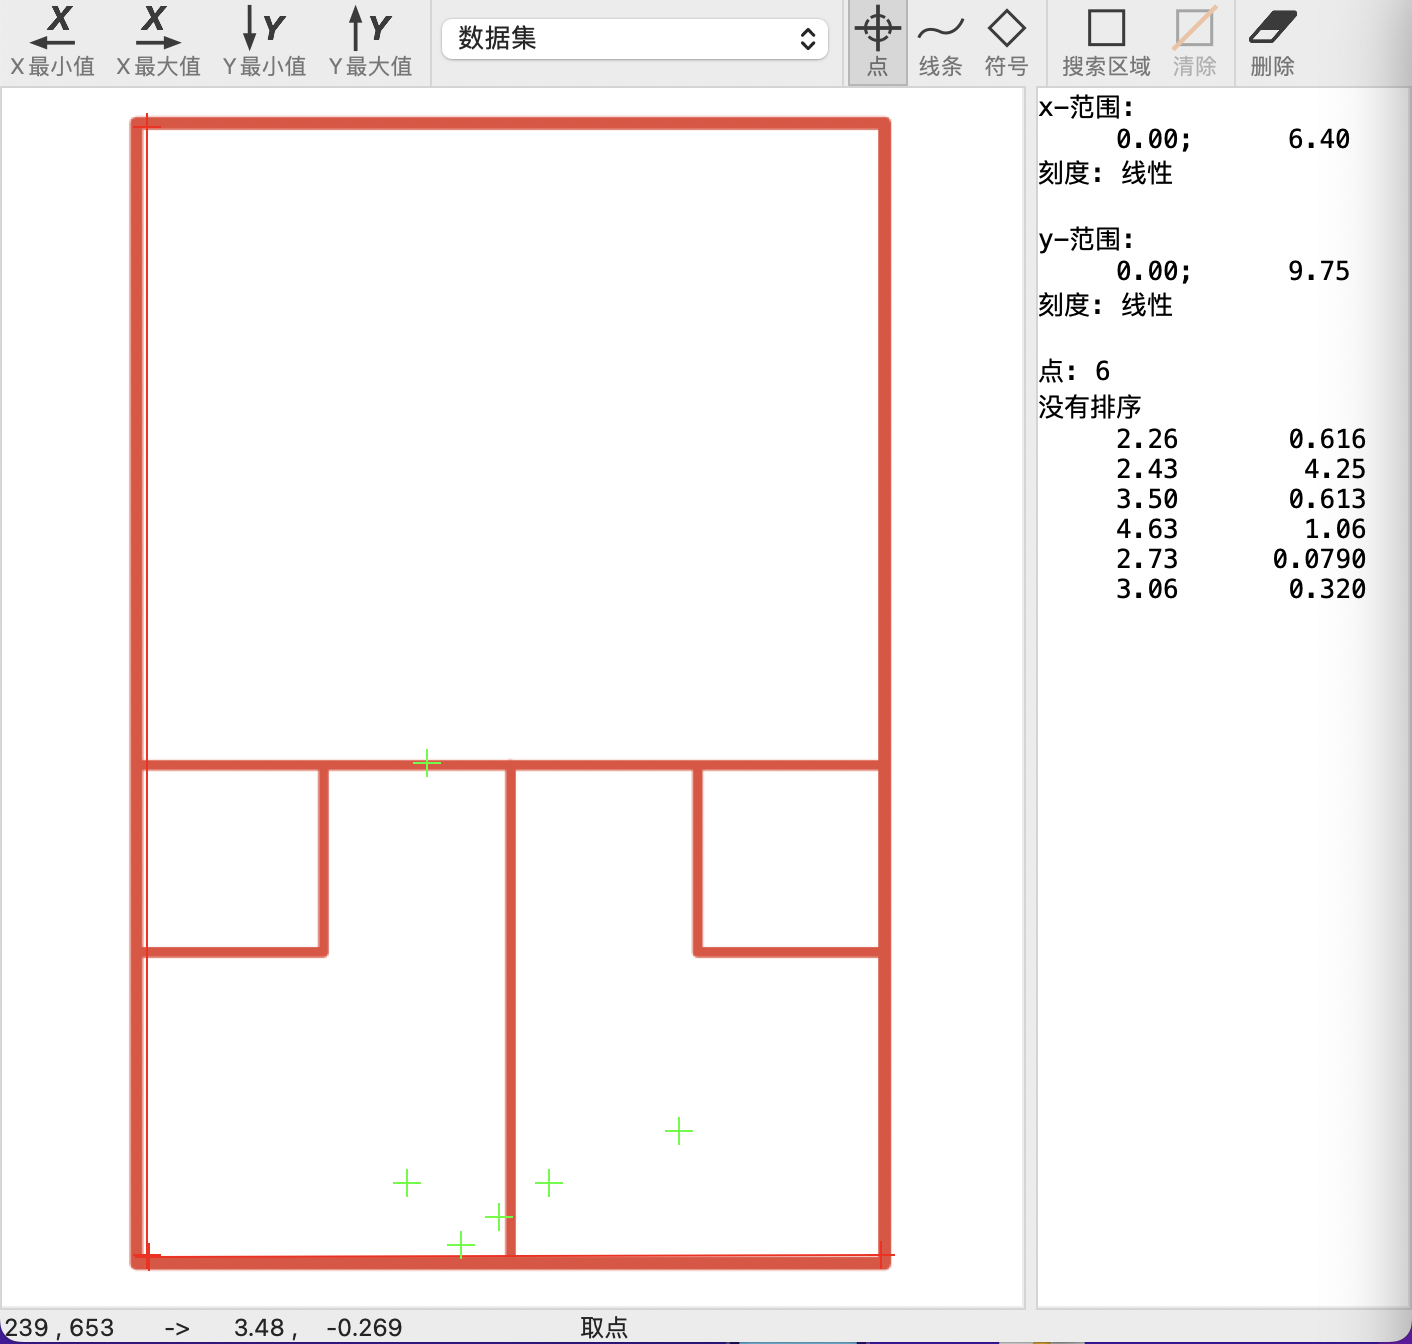 X 最小值 X 最大值 Y 最小值 Y 最大值 数据集 点 线条 符号 搜索区域 清除 删除
x-范围:
0.00; 6.40
刻度: 线性
y-范围:
0.00; 9.75
刻度: 线性
点: 6
没有排序
2.26 0.616
2.43 4.25
3.50 0.613
4.63 1.06
2.73 0.0790
3.06 0.320
239 , 653 -> 3.48 , -0.269 取点